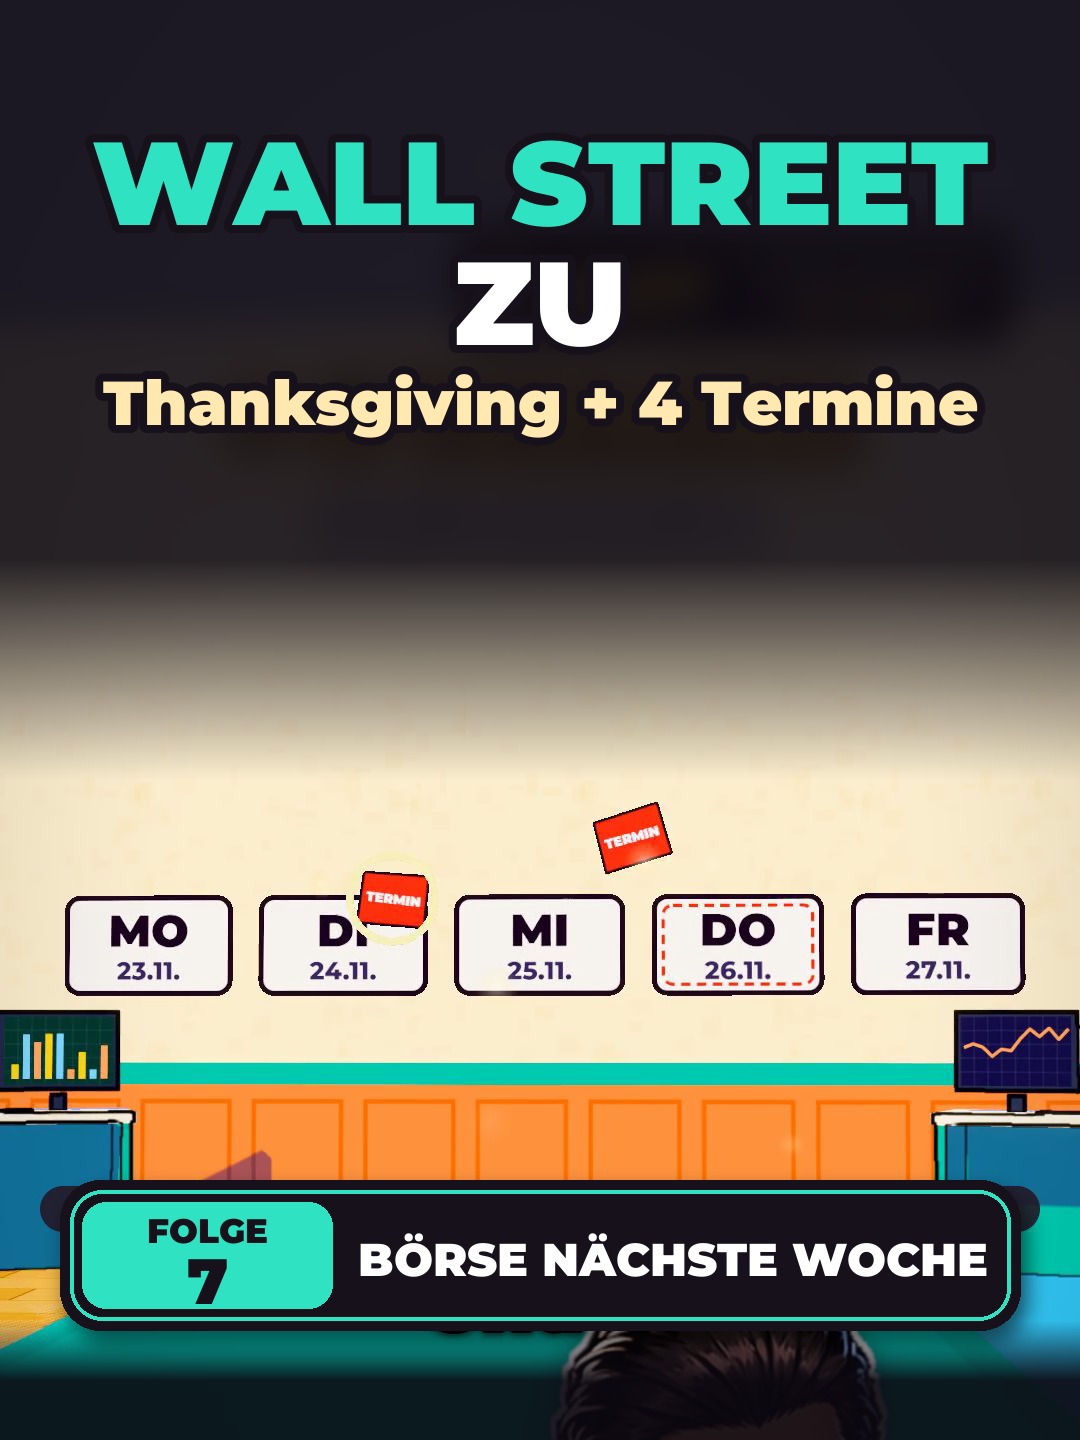 WALL STREET
ZU
Thanksgiving + 4 Termine
TERMIN
TERMIN
MO
23.11.
DI
24.11.
MI
25.11.
DO
26.11.
FR
27.11.
FOLGE
7
BÖRSE NÄCHSTE WOCHE